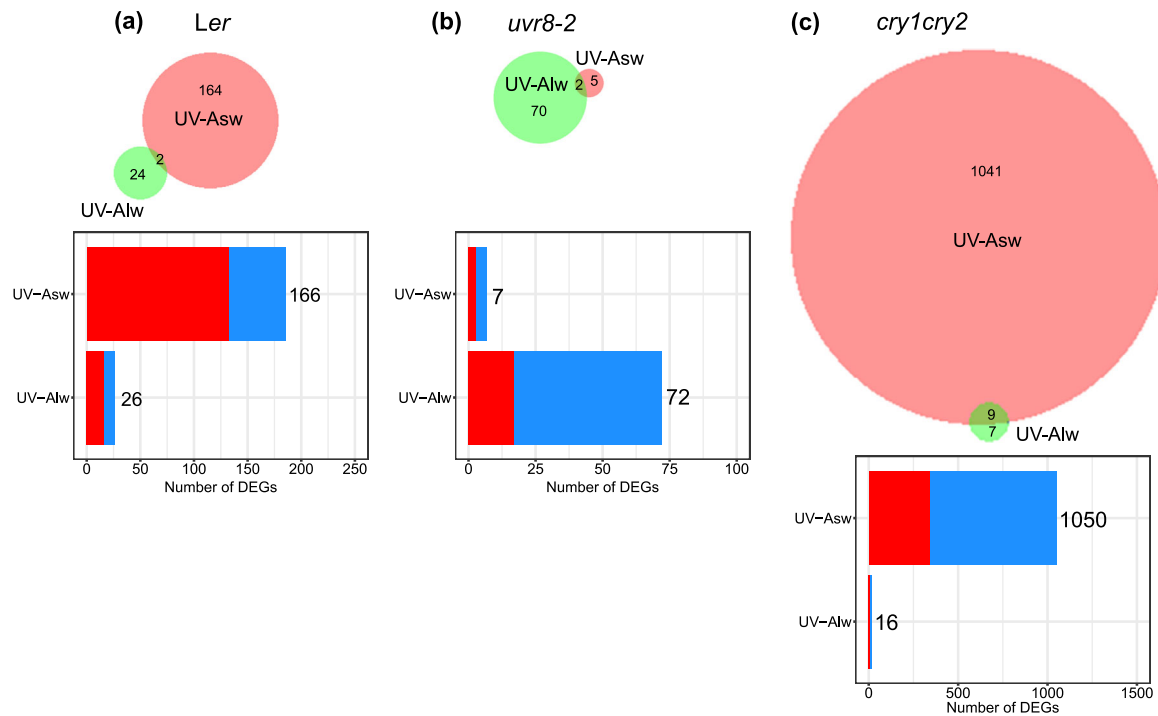 (a) Ler
164
UV-Asw
2
24
UV-Alw
UV−Asw
166
UV−Alw
26
0 50 100 150 200 250
Number of DEGs
(b) uvr8-2
UV-Asw
UV-Alw 2 5
70
UV−Asw
7
UV−Alw
72
0 25 50 75 100
Number of DEGs
(c) cry1cry2
1041
UV-Asw
9
7 UV-Alw
UV−Asw
1050
UV−Alw
16
0 500 1000 1500
Number of DEGs